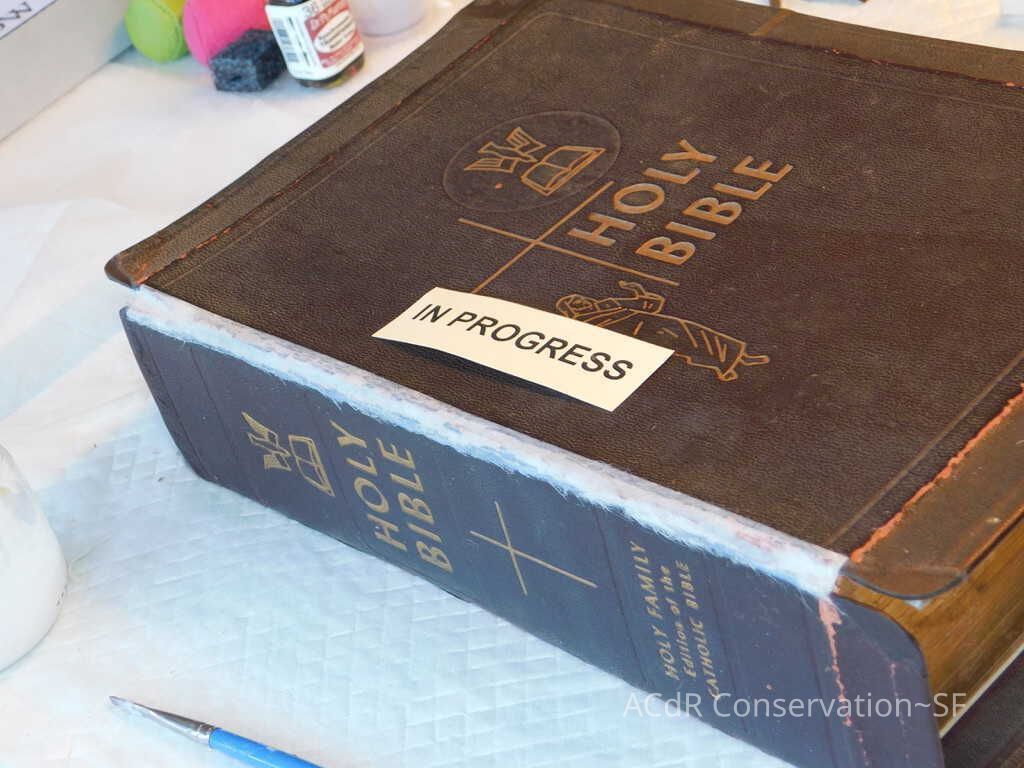 HOLY
BIBLE
IN PROGRESS
HOLY
BIBLE
HOLY FAMILY
Edition of the
CATHOLIC BIBLE
ACdR Conservation~SF